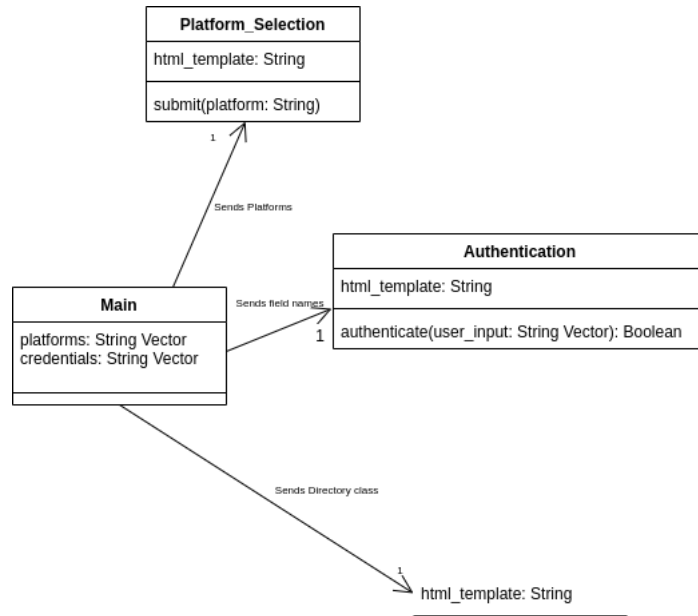 Platform_Selection
html_template: String
submit(platform: String)
1
Sends Platforms
Authentication
html_template: String
authenticate(user_input: String Vector): Boolean
Sends field names
1
Main
platforms: String Vector
credentials: String Vector
Sends Directory class
1
html_template: String